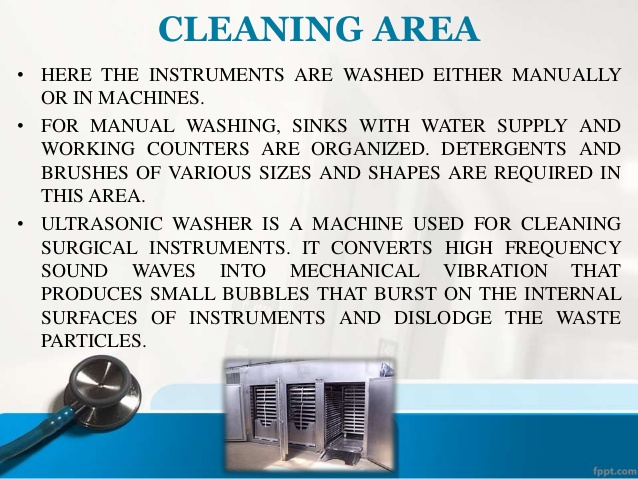 CLEANING AREA
• HERE THE INSTRUMENTS ARE WASHED EITHER MANUALLY
OR IN MACHINES.
• FOR MANUAL WASHING, SINKS WITH WATER SUPPLY AND
WORKING COUNTERS ARE ORGANIZED. DETERGENTS AND
BRUSHES OF VARIOUS SIZES AND SHAPES ARE REQUIRED IN
THIS AREA.
• ULTRASONIC WASHER IS A MACHINE USED FOR CLEANING
SURGICAL INSTRUMENTS. IT CONVERTS HIGH FREQUENCY
SOUND WAVES INTO MECHANICAL VIBRATION THAT
PRODUCES SMALL BUBBLES THAT BURST ON THE INTERNAL
SURFACES OF INSTRUMENTS AND DISLODGE THE WASTE
PARTICLES.
fppt.com